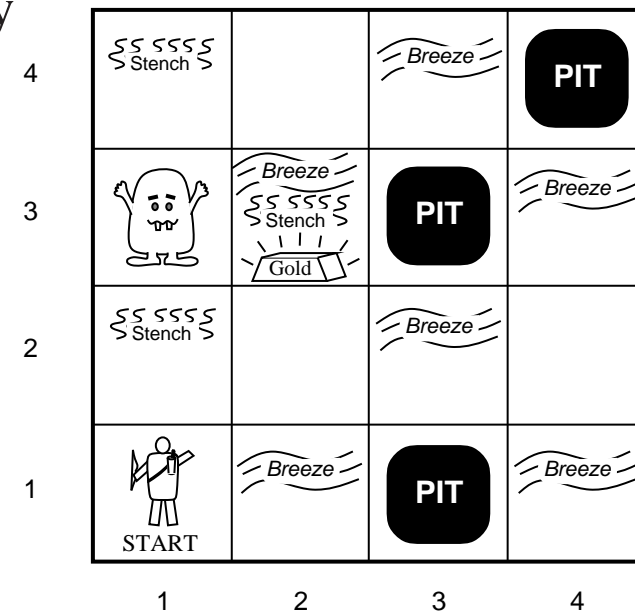 y
4
Stench
Breeze
PIT
3
Breeze
Stench
Gold
PIT
Breeze
2
Stench
Breeze
1
START
Breeze
PIT
Breeze
1 2 3 4